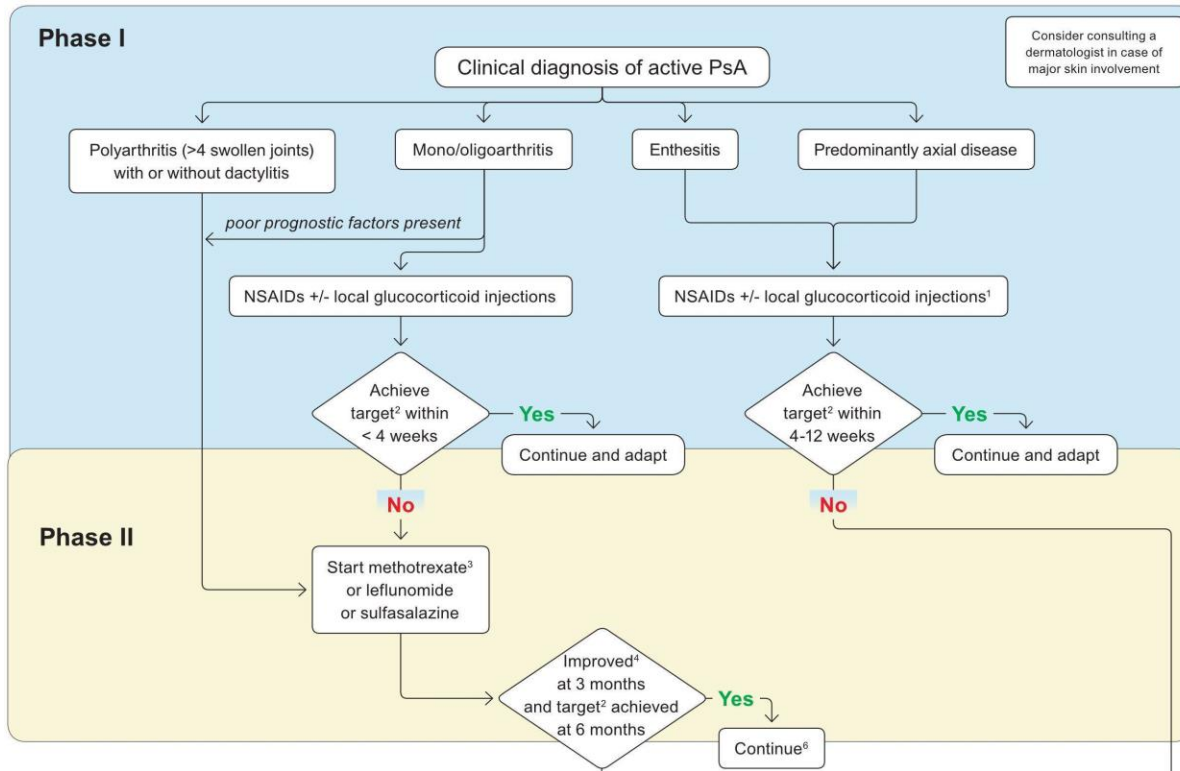 Phase I
Consider consulting a
dermatologist in case of
major skin involvement
Clinical diagnosis of active PsA
Polyarthritis (>4 swollen joints)
with or without dactylitis
Mono/oligoarthritis
Enthesitis
Predominantly axial disease
poor prognostic factors present
NSAIDs +/- local glucocorticoid injections
NSAIDs +/- local glucocorticoid injections¹
Achieve
target² within
< 4 weeks
Yes
Continue and adapt
Achieve
target² within
4-12 weeks
Yes
Continue and adapt
No
No
Phase II
Start methotrexate³
or leflunomide
or sulfasalazine
Improved⁴
at 3 months
and target² achieved
at 6 months
Yes
Continue⁶